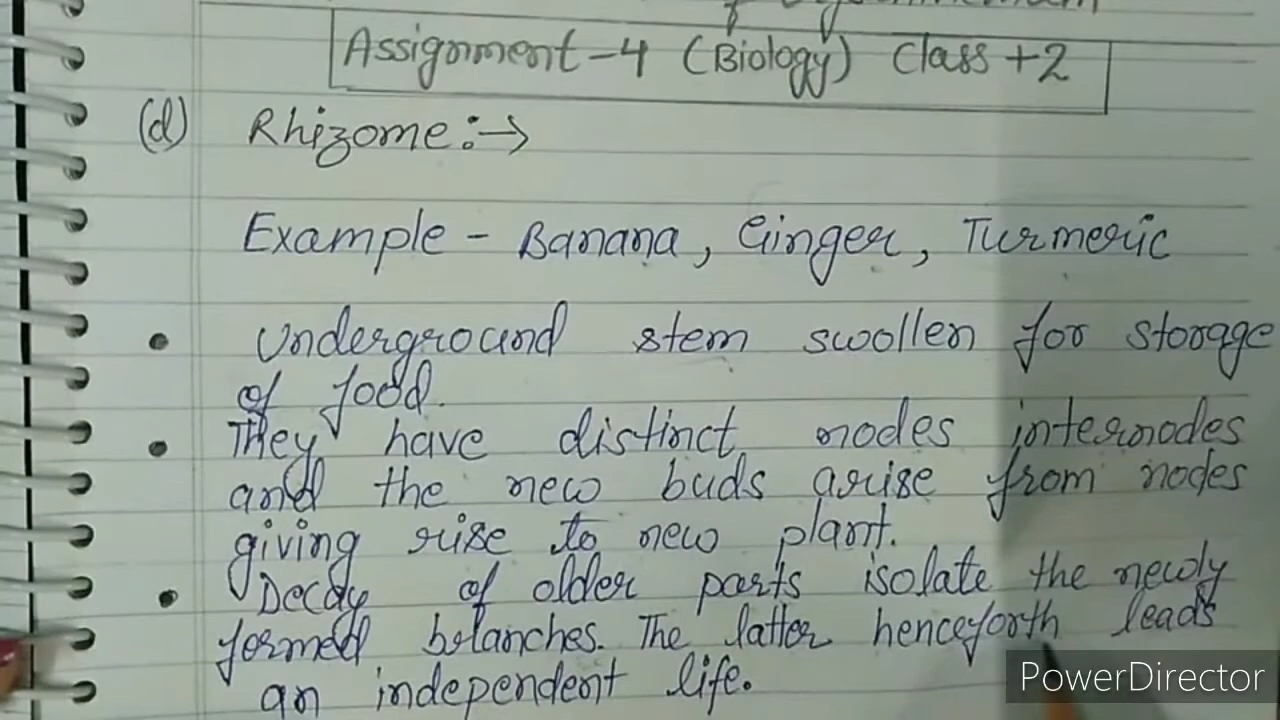 Assignment-4 (Biology) Class +2
(d) Rhizome:→
Example - Banana, Ginger, Turmeric
• Underground stem swollen for storage
of food.
• They have distinct nodes internodes
and the new buds arise from nodes
giving rise to new plant.
• Decay of older parts isolate the newly
formed branches. The latter henceforth leads
an independent life.
PowerDirector